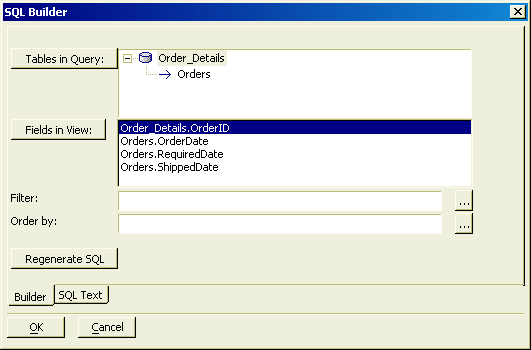 SQL Builder
Tables in Query:
Order_Details
Orders
Fields in View:
Order_Details.OrderID
Orders.OrderDate
Orders.RequiredDate
Orders.ShippedDate
Filter:
...
Order by:
...
Regenerate SQL
Builder SQL Text
OK Cancel